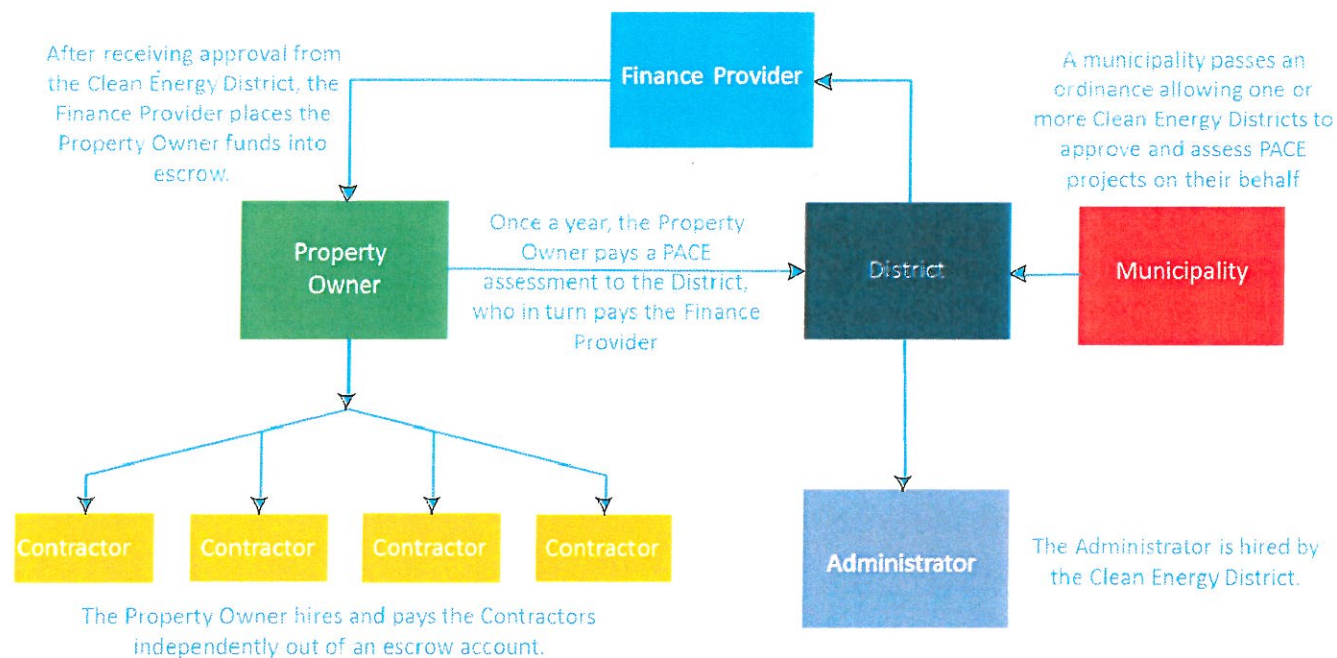 After receiving approval from
the Clean Energy District, the
Finance Provider places the
Property Owner funds into
escrow.
Finance Provider
A municipality passes an
ordinance allowing one or
more Clean Energy Districts to
approve and assess PACE
projects on their behalf
Property
Owner
Once a year, the Property
Owner pays a PACE
assessment to the District,
who in turn pays the Finance
Provider
District
Municipality
Contractor
Contractor
Contractor
Contractor
The Property Owner hires and pays the Contractors
independently out of an escrow account.
Administrator
The Administrator is hired by
the Clean Energy District.